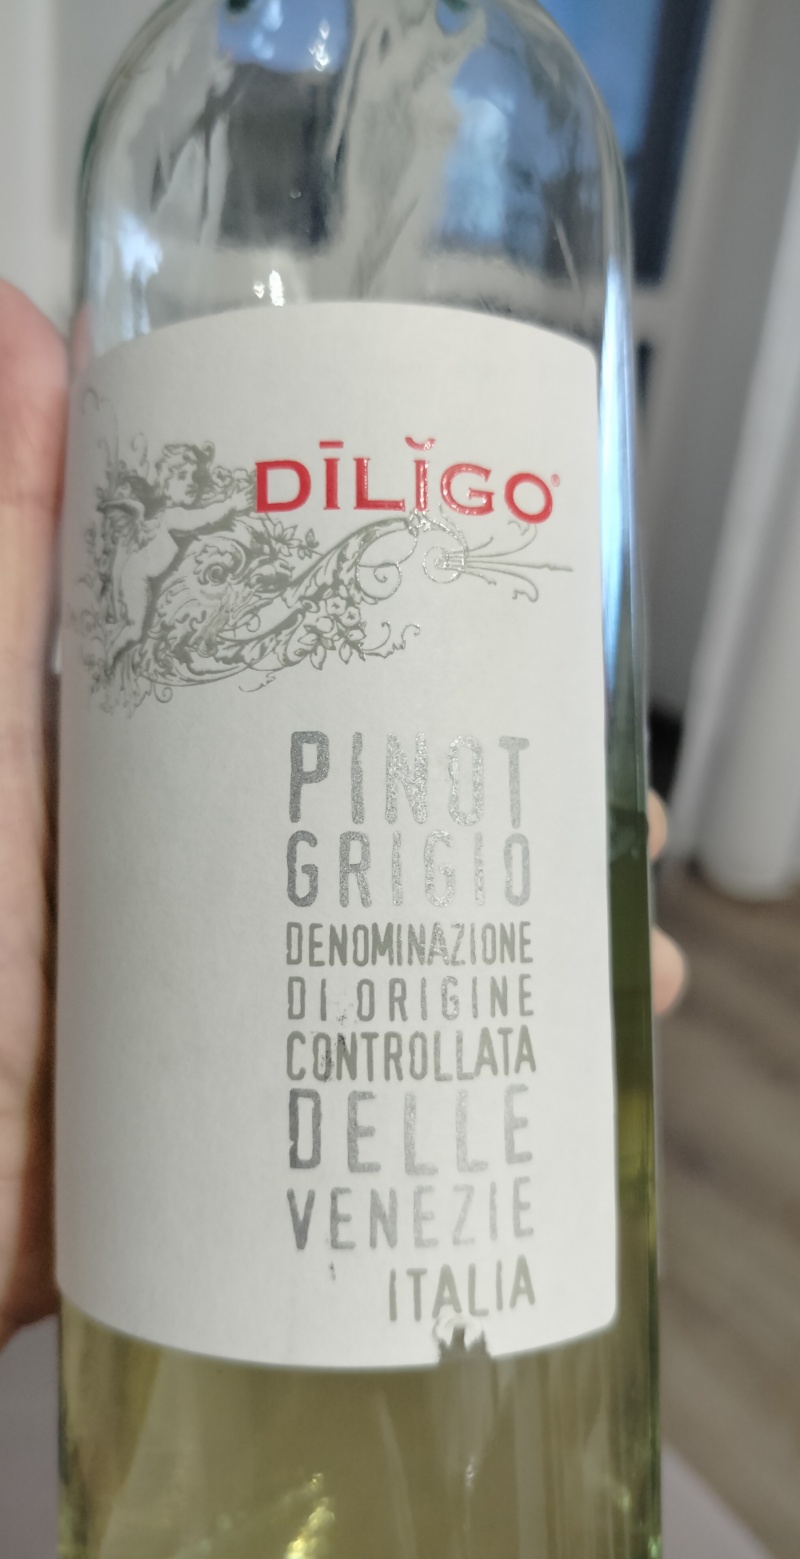 DĪLĬGO®
PINOT
GRIGIO
DENOMINAZIONE
DI ORIGINE
CONTROLLATA
DELLE
VENEZIE
ITALIA